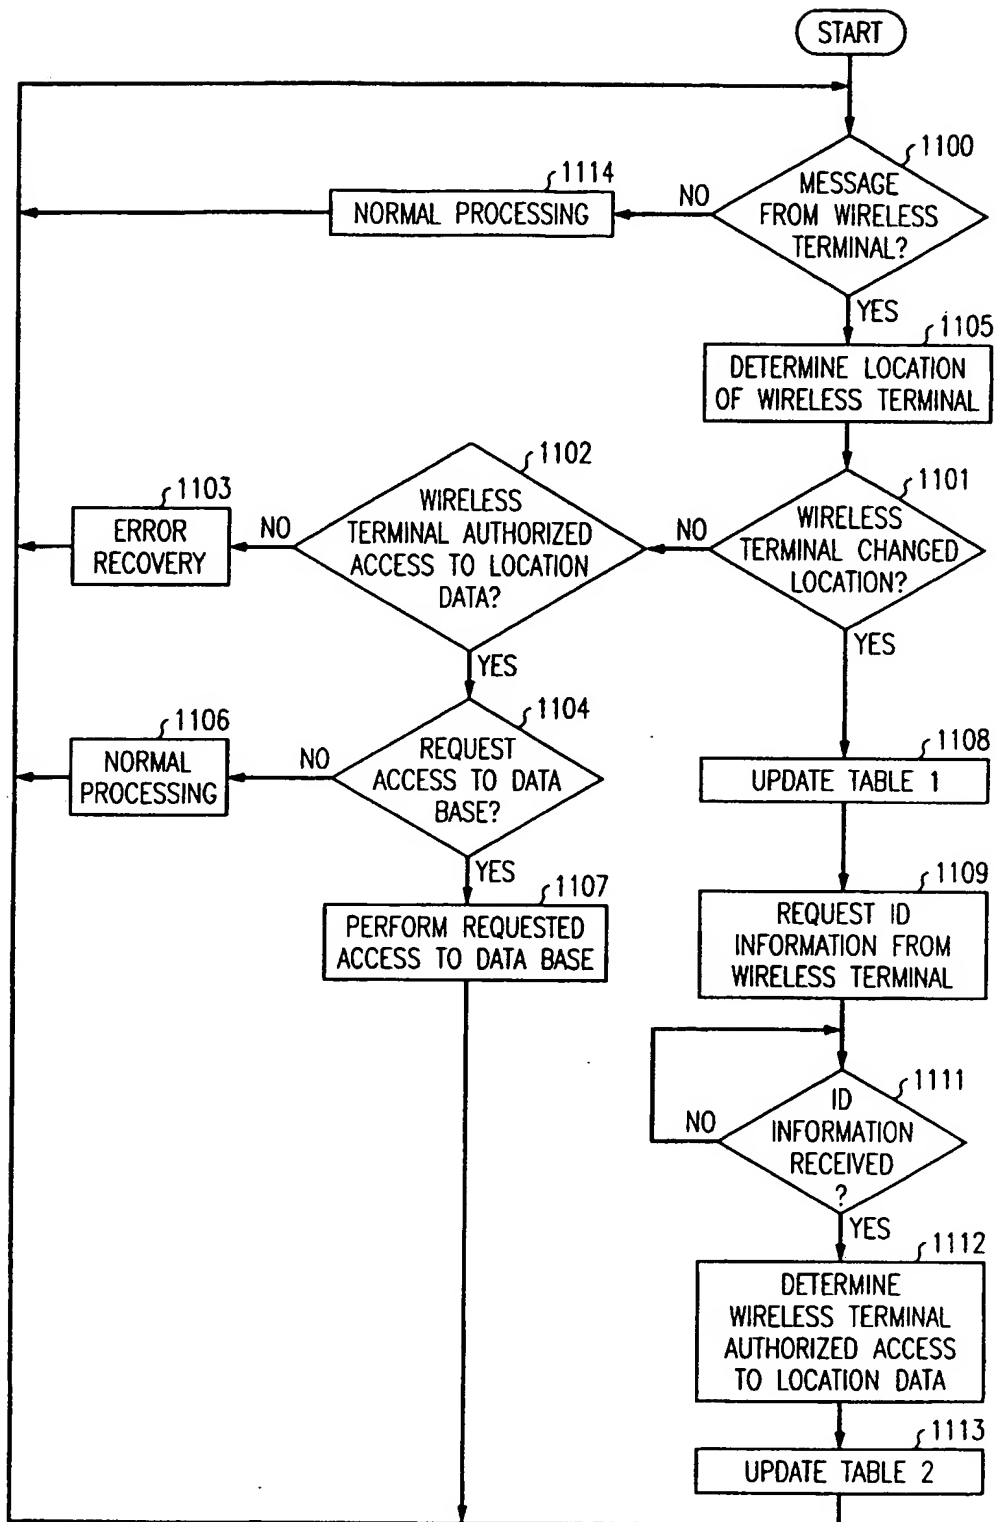 START
1100
MESSAGE
FROM WIRELESS
TERMINAL?
NO
1114
NORMAL PROCESSING
YES
1105
DETERMINE LOCATION
OF WIRELESS TERMINAL
1101
WIRELESS
TERMINAL CHANGED
LOCATION?
NO
1102
WIRELESS
TERMINAL AUTHORIZED
ACCESS TO LOCATION
DATA?
NO
1103
ERROR
RECOVERY
YES
YES
1104
REQUEST
ACCESS TO DATA
BASE?
NO
1106
NORMAL
PROCESSING
YES
1107
PERFORM REQUESTED
ACCESS TO DATA BASE
1108
UPDATE TABLE 1
1109
REQUEST ID
INFORMATION FROM
WIRELESS TERMINAL
1111
ID
INFORMATION
RECEIVED
?
NO
YES
1112
DETERMINE
WIRELESS TERMINAL
AUTHORIZED ACCESS
TO LOCATION DATA
1113
UPDATE TABLE 2